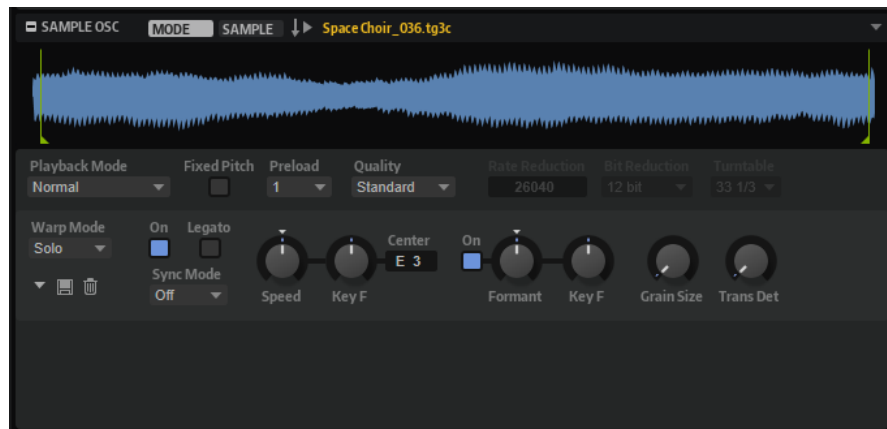 SAMPLE OSC MODE SAMPLE Space Choir_036.tg3c
Playback Mode Fixed Pitch Preload Quality Rate Reduction Bit Reduction Turntable
Normal 1 Standard 26040 12 bit 33 1/3
Warp Mode On Legato
Solo Center On
E 3
Sync Mode
Off Speed Key F Formant Key F Grain Size Trans Det